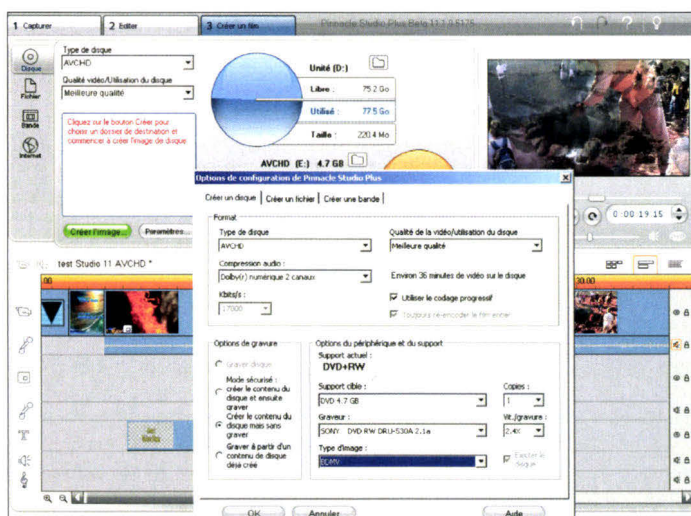 1 Capturer
2 Editer
3 Créer un film
Pinnacle Studio Plus Beta 11.1.0.5175
Disque
Fichier
Bande
Internet
Type de disque
AVCHD
Qualité vidéo/Utilisation du disque
Meilleure qualité
Cliquez sur le bouton Créer pour
choisir un dossier de destination et
commencer à créer l'image de disque
Créer l'image...
Paramètres...
Unité (D:)
Libre : 75.2 Go
Utilisé : 77.5 Go
Taille : 220.4 Mo
AVCHD (E:) 4.7 GB
0:00:19.15
test Studio 11 AVCHD *
Options de configuration de Pinnacle Studio Plus
Créer un disque
Créer un fichier
Créer une bande
Format
Type de disque
AVCHD
Qualité de la vidéo/utilisation du disque
Meilleure qualité
Compression audio :
Dolby(r) numérique 2 canaux
Environ 36 minutes de vidéo sur le disque
Kbits/s :
17000
Utiliser le codage progressif
Toujours ré-encoder le film entier
Options de gravure
Graver disque
Mode sécurisé :
créer le contenu du
disque et ensuite
graver
Créer le contenu du
disque mais sans
graver
Graver à partir d'un
contenu de disque
déjà créé
Options du périphérique et du support
Support actuel :
DVD+RW
Support cible :
DVD 4.7 GB
Copies :
1
Graveur :
SONY DVD RW DRU-530A 2.1a
Vit./gravure :
2,4X
Type d'image :
OK
Annuler
Aide